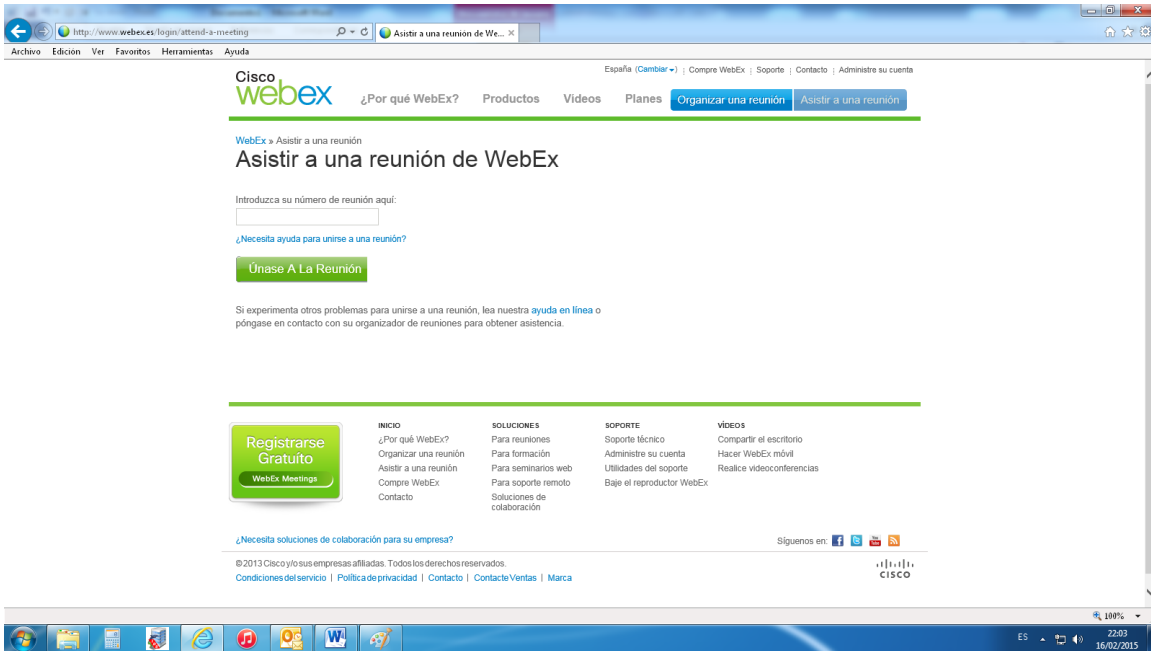 http://www.webex.es/login/attend-a-meeting
Asistir a una reunión de We...
Archivo Edición Ver Favoritos Herramientas Ayuda
España (Cambiar) | Compre WebEx | Soporte | Contacto | Administre su cuenta
Cisco
webex
¿Por qué WebEx? Productos Videos Planes Organizar una reunión Asistir a una reunión
WebEx » Asistir a una reunión
Asistir a una reunión de WebEx
Introduzca su número de reunión aquí:
¿Necesita ayuda para unirse a una reunión?
Únase A La Reunión
Si experimenta otros problemas para unirse a una reunión, lea nuestra ayuda en línea o
póngase en contacto con su organizador de reuniones para obtener asistencia.
Registrarse
Gratuíto
WebEx Meetings
INICIO
¿Por qué WebEx?
Organizar una reunión
Asistir a una reunión
Compre WebEx
Contacto
SOLUCIONES
Para reuniones
Para formación
Para seminarios web
Para soporte remoto
Soluciones de
colaboración
SOPORTE
Soporte técnico
Administre su cuenta
Utilidades del soporte
Baje el reproductor WebEx
VÍDEOS
Compartir el escritorio
Hacer WebEx móvil
Realice videoconferencias
¿Necesita soluciones de colaboración para su empresa?
Síguenos en:
© 2013 Cisco y/o sus empresas afiliadas. Todos los derechos reservados.
Condiciones del servicio | Política de privacidad | Contacto | Contacte Ventas | Marca
CISCO
100%
ES
22:03
16/02/2015